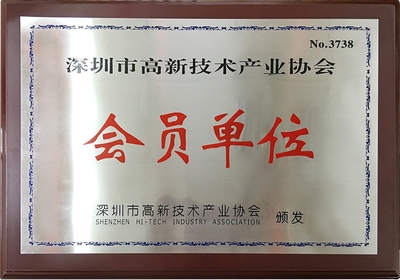 No.3738
深圳市高新技术产业协会
会员单位
深圳市高新技术产业协会 颁发
SHENZHEN HI-TECH INDUSTRY ASSOCIATION